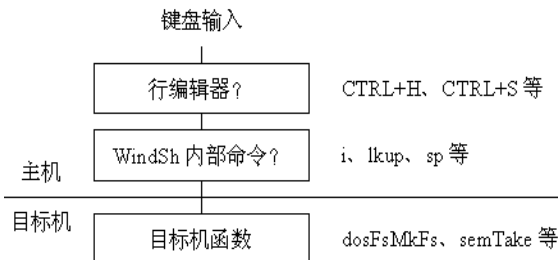 键盘输入
行编辑器？ CTRL+H、CTRL+S 等
WindSh 内部命令？ i、lkup、sp 等
主机
目标机
目标机函数 dosFsMkFs、semTake 等